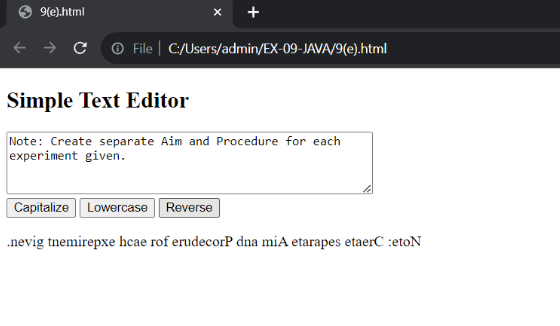 9(e).html
File C:/Users/admin/EX-09-JAVA/9(e).html
Simple Text Editor
Note: Create separate Aim and Procedure for each
experiment given.
Capitalize Lowercase Reverse
.nevig tnemirepxe hcae rof erudecorP dna miA etarapes etaerC :etoN